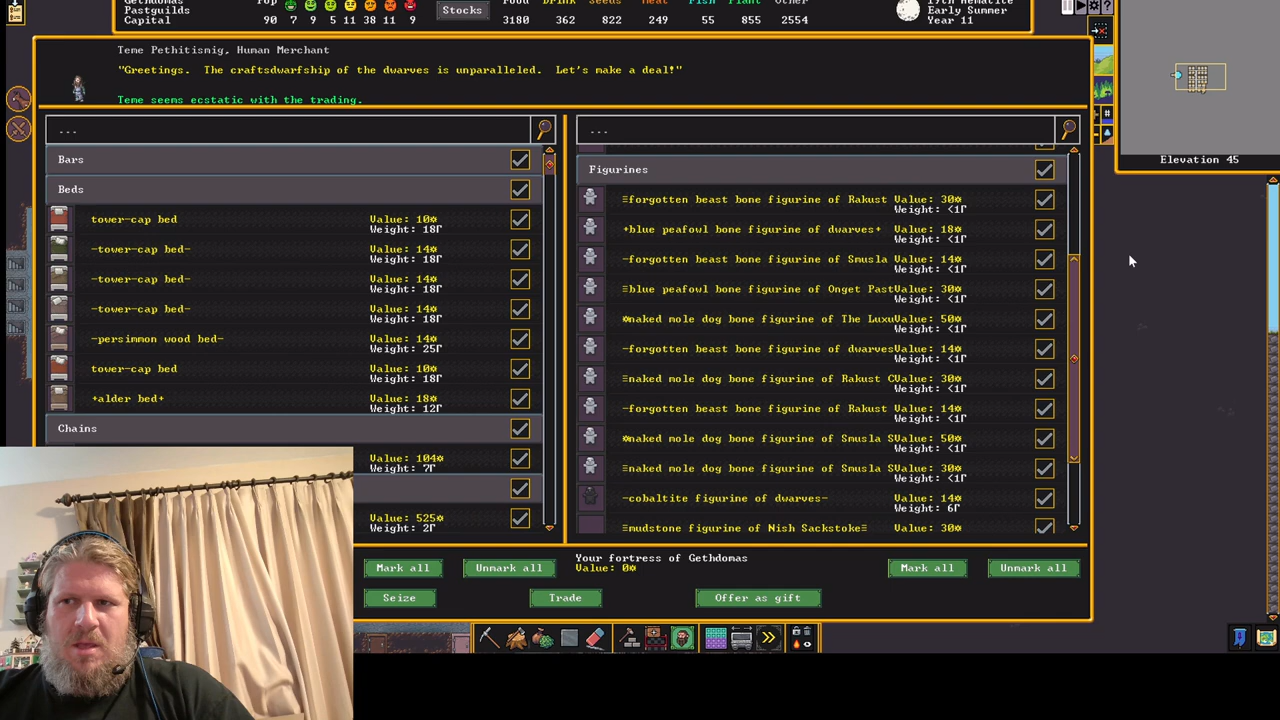 Gethdomas
Pastguilds
Capital
Pop
90 7 9 5 11 38 11 9
Stocks
Food Drink Seeds Meat Fish Plant Other
3180 362 822 249 55 855 2554
19th Hematite
Early Summer
Year 11
Elevation 45
Teme Pethitismig, Human Merchant
"Greetings. The craftsdwarfship of the dwarves is unparalleled. Let's make a deal!"
Teme seems ecstatic with the trading.
...
Bars
Beds
tower-cap bed Value: 10☼
Weight: 18Γ
-tower-cap bed- Value: 14☼
Weight: 18Γ
-tower-cap bed- Value: 14☼
Weight: 18Γ
-tower-cap bed- Value: 14☼
Weight: 18Γ
-persimmon wood bed- Value: 14☼
Weight: 25Γ
tower-cap bed Value: 10☼
Weight: 18Γ
+alder bed+ Value: 18☼
Weight: 12Γ
Chains
Value: 104☼
Weight: 7Γ
Value: 525☼
Weight: 2Γ
...
Figurines
≡forgotten beast bone figurine of Rakust Value: 30☼
Weight: <1Γ
+blue peafowl bone figurine of dwarves+ Value: 18☼
Weight: <1Γ
-forgotten beast bone figurine of Smusla Value: 14☼
Weight: <1Γ
≡blue peafowl bone figurine of Onget Past Value: 30☼
Weight: <1Γ
☼naked mole dog bone figurine of The Luxu Value: 50☼
Weight: <1Γ
-forgotten beast bone figurine of dwarves Value: 14☼
Weight: <1Γ
≡naked mole dog bone figurine of Rakust C Value: 30☼
Weight: <1Γ
-forgotten beast bone figurine of Rakust Value: 14☼
Weight: <1Γ
☼naked mole dog bone figurine of Smusla S Value: 50☼
Weight: <1Γ
≡naked mole dog bone figurine of Smusla S Value: 30☼
Weight: <1Γ
-cobaltite figurine of dwarves- Value: 14☼
Weight: 6Γ
≡mudstone figurine of Nish Sackstoke≡ Value: 30☼
Mark all
Unmark all
Your fortress of Gethdomas
Value: 0☼
Mark all
Unmark all
Seize
Trade
Offer as gift